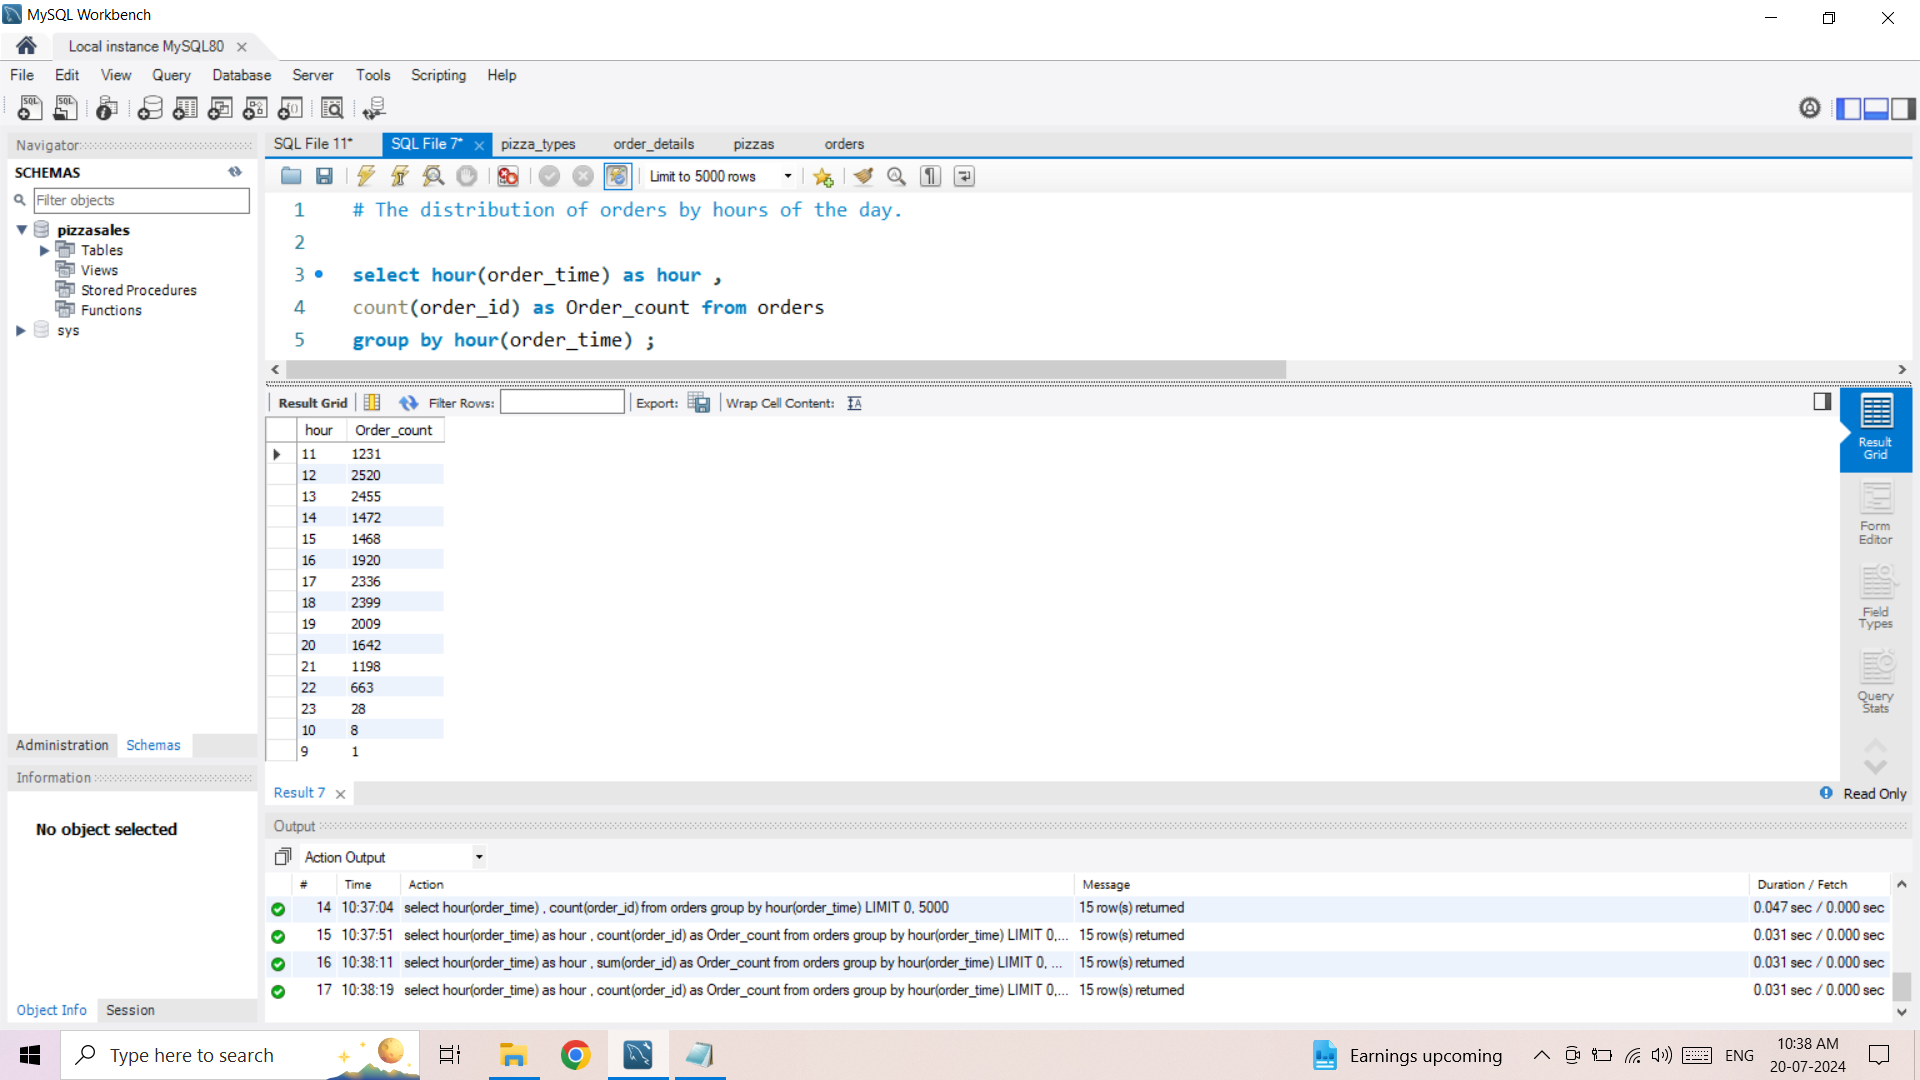 MySQL Workbench
Local instance MySQL80
File Edit View Query Database Server Tools Scripting Help
Navigator
SCHEMAS
Filter objects
pizzasales
Tables
Views
Stored Procedures
Functions
sys
Administration Schemas
Information
No object selected
Object Info Session
SQL File 11* SQL File 7* pizza_types order_details pizzas orders
Limit to 5000 rows
1 # The distribution of orders by hours of the day.
2
3 select hour(order_time) as hour ,
4 count(order_id) as Order_count from orders
5 group by hour(order_time) ;
Result Grid Filter Rows: Export: Wrap Cell Content:
hour Order_count
11 1231
12 2520
13 2455
14 1472
15 1468
16 1920
17 2336
18 2399
19 2009
20 1642
21 1198
22 663
23 28
10 8
9 1
Result Grid
Form Editor
Field Types
Query Stats
Result 7
Read Only
Output
Action Output
# Time Action Message Duration / Fetch
14 10:37:04 select hour(order_time) , count(order_id) from orders group by hour(order_time) LIMIT 0, 5000 15 row(s) returned 0.047 sec / 0.000 sec
15 10:37:51 select hour(order_time) as hour , count(order_id) as Order_count from orders group by hour(order_time) LIMIT 0,... 15 row(s) returned 0.031 sec / 0.000 sec
16 10:38:11 select hour(order_time) as hour , sum(order_id) as Order_count from orders group by hour(order_time) LIMIT 0, ... 15 row(s) returned 0.031 sec / 0.000 sec
17 10:38:19 select hour(order_time) as hour , count(order_id) as Order_count from orders group by hour(order_time) LIMIT 0,... 15 row(s) returned 0.031 sec / 0.000 sec
Type here to search
Earnings upcoming
ENG
10:38 AM
20-07-2024